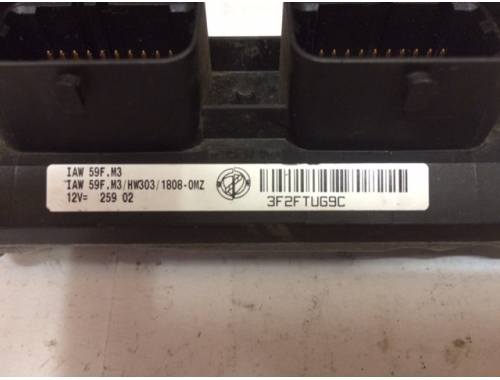 IAW 59F.M3
IAW 59F.M3/HW303/1808-OMZ
12V= 259 02
3F2FTUG9C